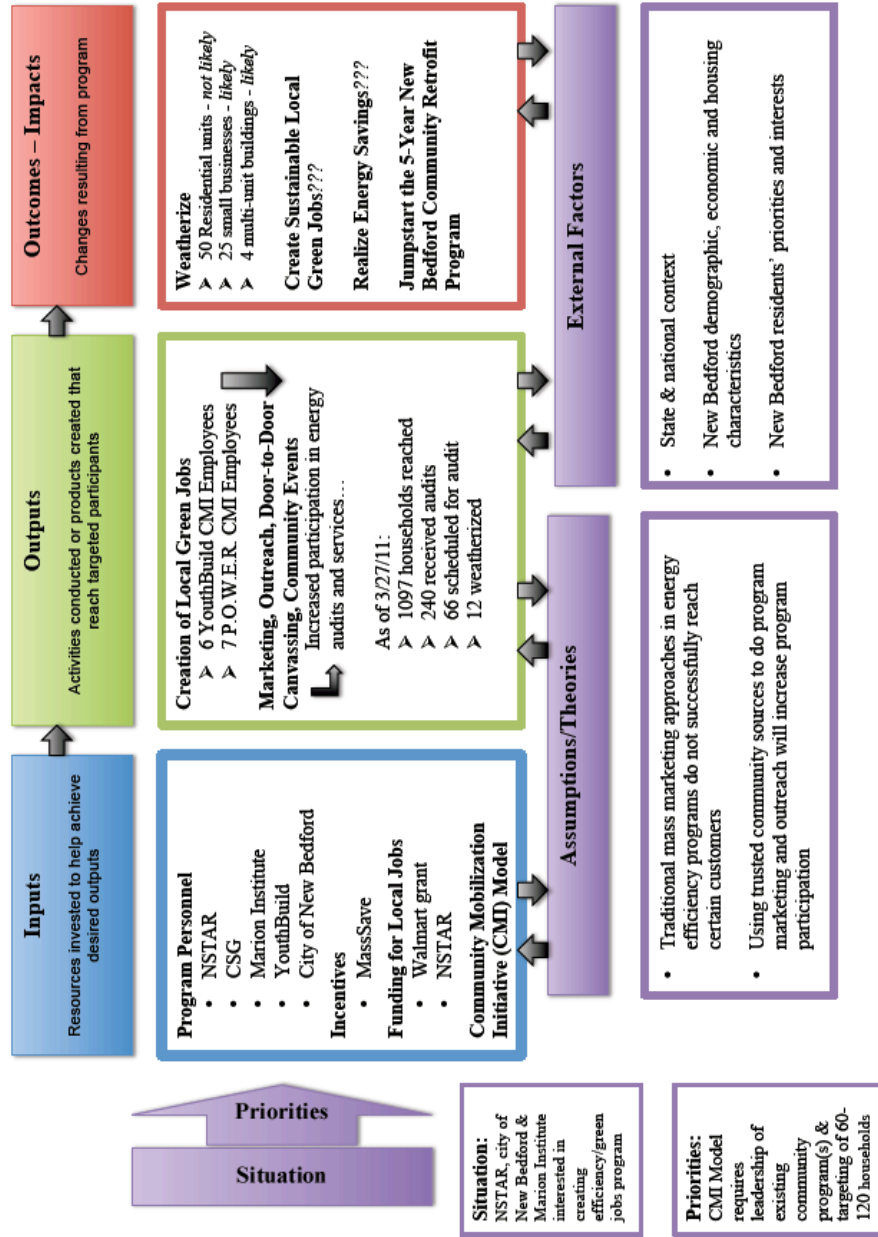 Situation
Priorities
Situation:
NSTAR, city of
New Bedford &
Marion Institute
interested in
creating
efficiency/green
jobs program
Priorities:
CMI Model
requires
leadership of
existing
community
program(s) &
targeting of 60-
120 households
Inputs
Resources invested to help achieve
desired outputs
Program Personnel
• NSTAR
• CSG
• Marion Institute
• YouthBuild
• City of New Bedford
Incentives
• MassSave
Funding for Local Jobs
• Walmart grant
• NSTAR
Community Mobilization
Initiative (CMI) Model
Outputs
Activities conducted or products created that
reach targeted participants
Creation of Local Green Jobs
➢ 6 YouthBuild CMI Employees
➢ 7 P.O.W.E.R. CMI Employees
Marketing, Outreach, Door-to-Door
Canvassing, Community Events
Increased participation in energy
audits and services…
As of 3/27/11:
➢ 1097 households reached
➢ 240 received audits
➢ 66 scheduled for audit
➢ 12 weatherized
Outcomes – Impacts
Changes resulting from program
Weatherize
➢ 50 Residential units - not likely
➢ 25 small businesses - likely
➢ 4 multi-unit buildings - likely
Create Sustainable Local
Green Jobs???
Realize Energy Savings???
Jumpstart the 5-Year New
Bedford Community Retrofit
Program
Assumptions/Theories
• Traditional mass marketing approaches in energy
efficiency programs do not successfully reach
certain customers
• Using trusted community sources to do program
marketing and outreach will increase program
participation
External Factors
• State & national context
• New Bedford demographic, economic and housing
characteristics
• New Bedford residents' priorities and interests